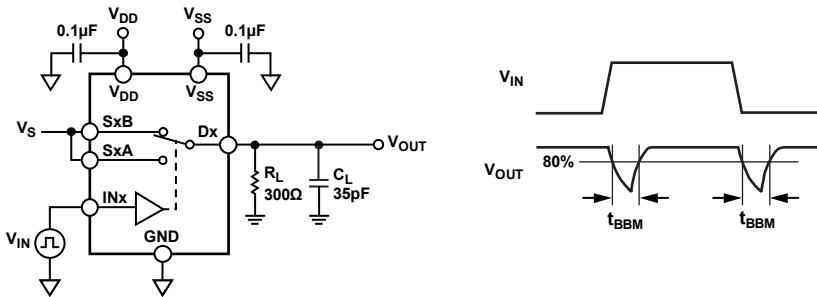 VDD
VSS
0.1µF
0.1µF
VDD
VSS
VS
SxB
Dx
VOUT
SxA
RL
300Ω
CL
35pF
INx
VIN
GND
VIN
VOUT
80%
tBBM
tBBM